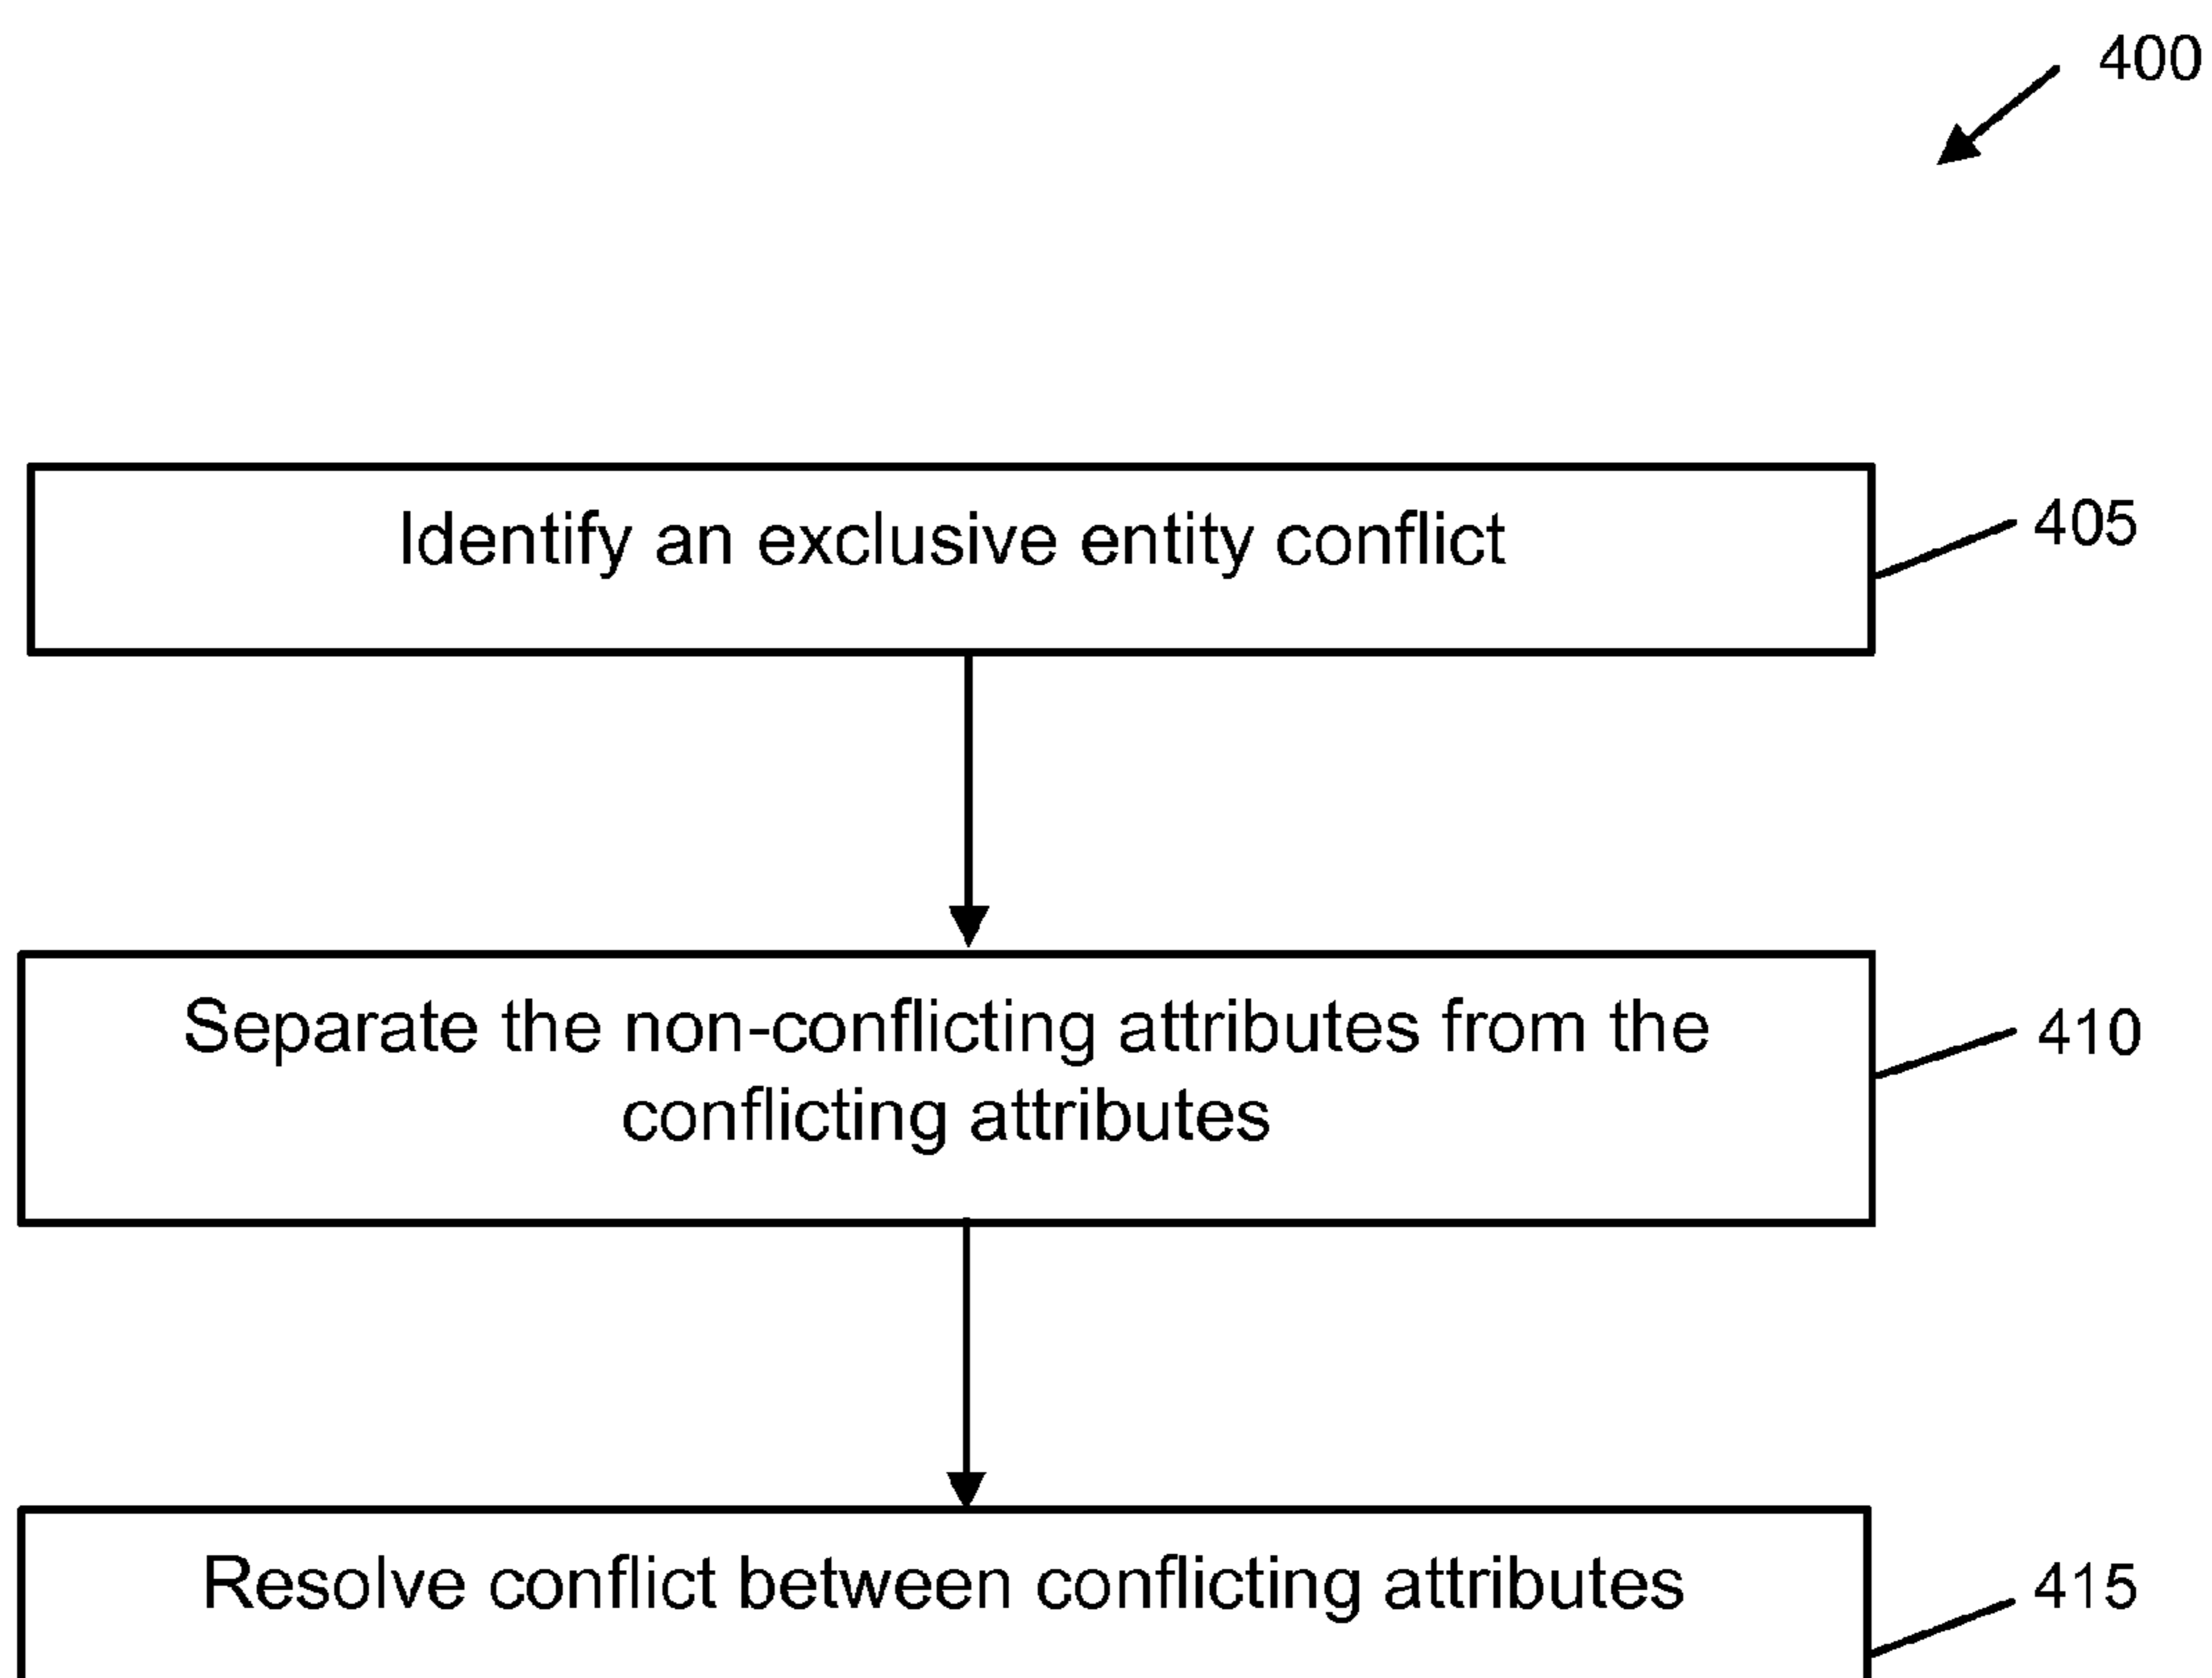 400
Identify an exclusive entity conflict
405
Separate the non-conflicting attributes from the
conflicting attributes
410
Resolve conflict between conflicting attributes
415